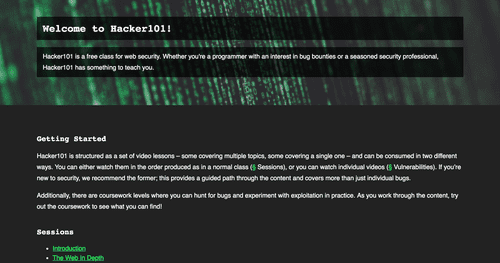 Welcome to Hacker101!
Hacker101 is a free class for web security. Whether you're a programmer with an interest in bug bounties or a seasoned security professional,
Hacker101 has something to teach you.
Getting Started
Hacker101 is structured as a set of video lessons – some covering multiple topics, some covering a single one – and can be consumed in two different
ways. You can either watch them in the order produced as in a normal class (§ Sessions), or you can watch individual videos (§ Vulnerabilities). If you're
new to security, we recommend the former; this provides a guided path through the content and covers more than just individual bugs.
Additionally, there are coursework levels where you can hunt for bugs and experiment with exploitation in practice. As you work through the content, try
out the coursework to see what you can find!
Sessions
• Introduction
• The Web In Depth